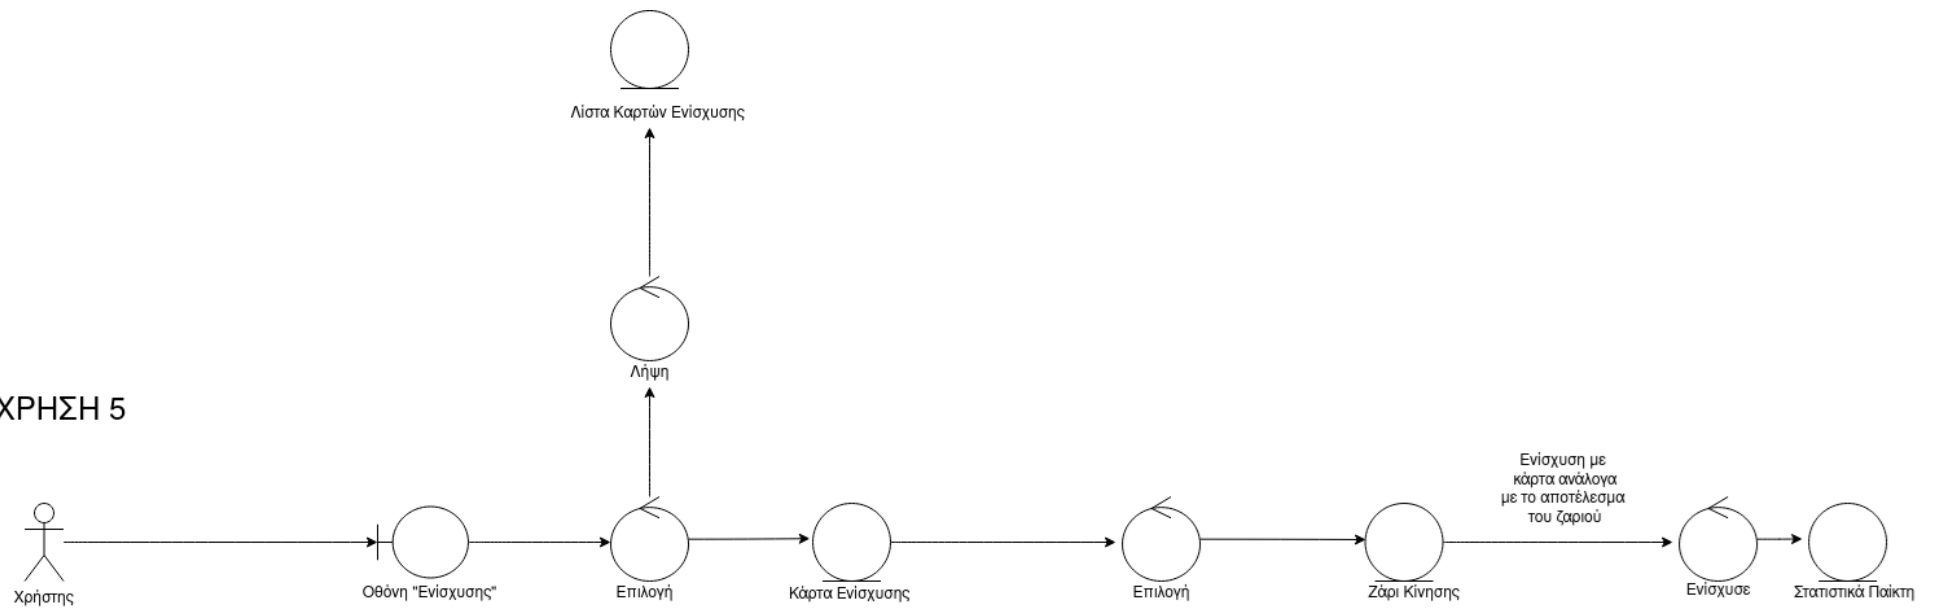 Λίστα Καρτών Ενίσχυσης
Λήψη
ΧΡΗΣΗ 5
Ενίσχυση με
κάρτα ανάλογα
με το αποτέλεσμα
του ζαριού
Χρήστης
Οθόνη "Ενίσχυσης"
Επιλογή
Κάρτα Ενίσχυσης
Επιλογή
Ζάρι Κίνησης
Ενίσχυσε
Στατιστικά Παίκτη